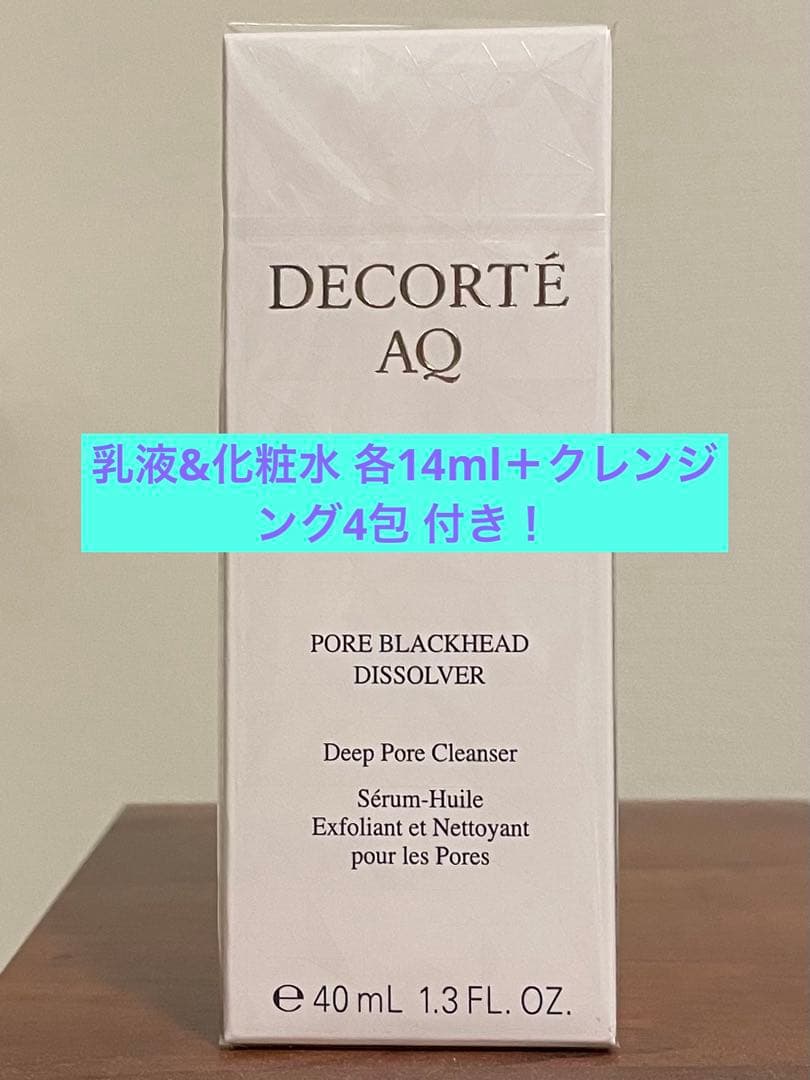 DECORTÉ
AQ
乳液&化粧水 各14ml＋クレンジ
ング4包 付き！
PORE BLACKHEAD
DISSOLVER
Deep Pore Cleanser
Sérum-Huile
Exfoliant et Nettoyant
pour les Pores
℮ 40 mL 1.3 FL. OZ.